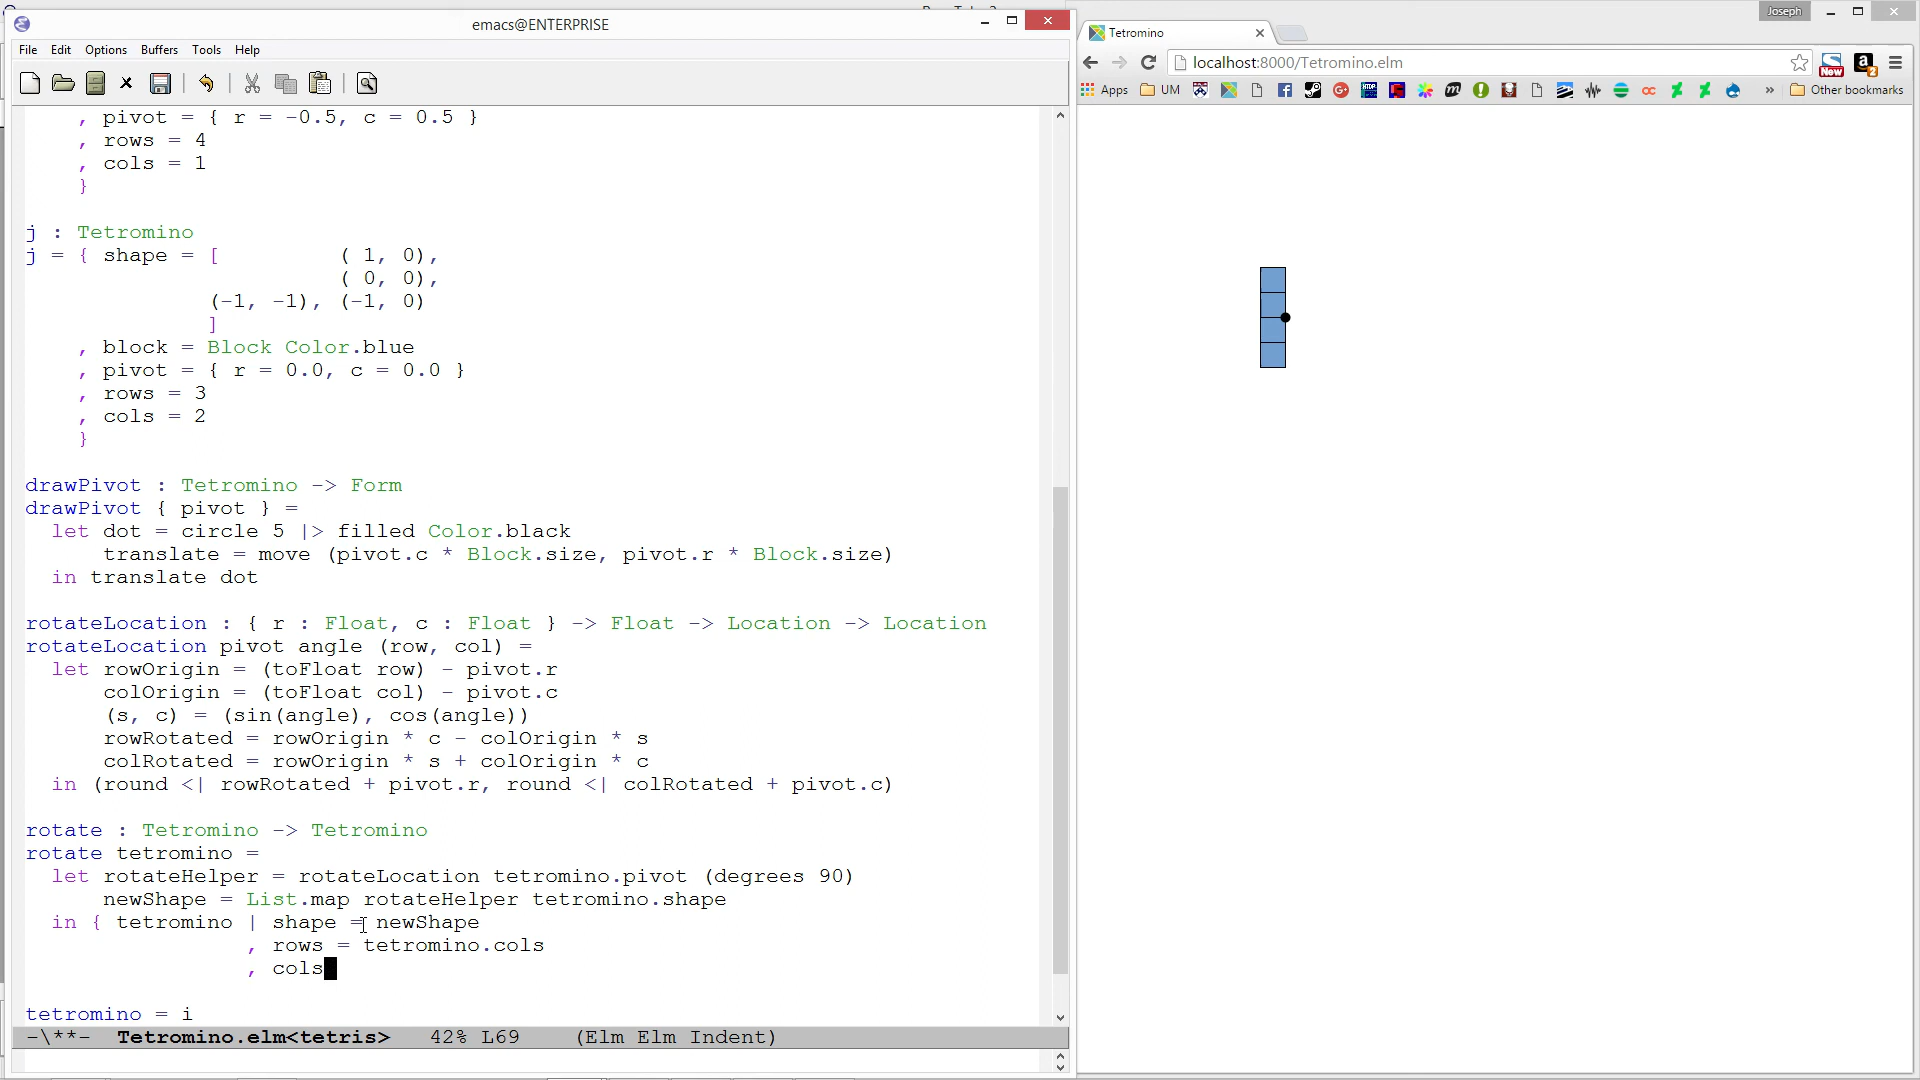 emacs@ENTERPRISE
File Edit Options Buffers Tools Help
, pivot = { r = -0.5, c = 0.5 }
, rows = 4
, cols = 1
}
j : Tetromino
j = { shape = [ ( 1, 0),
( 0, 0),
(-1, -1), (-1, 0)
]
, block = Block Color.blue
, pivot = { r = 0.0, c = 0.0 }
, rows = 3
, cols = 2
}
drawPivot : Tetromino -> Form
drawPivot { pivot } =
let dot = circle 5 |> filled Color.black
translate = move (pivot.c * Block.size, pivot.r * Block.size)
in translate dot
rotateLocation : { r : Float, c : Float } -> Float -> Location -> Location
rotateLocation pivot angle (row, col) =
let rowOrigin = (toFloat row) - pivot.r
colOrigin = (toFloat col) - pivot.c
(s, c) = (sin(angle), cos(angle))
rowRotated = rowOrigin * c - colOrigin * s
colRotated = rowOrigin * s + colOrigin * c
in (round <| rowRotated + pivot.r, round <| colRotated + pivot.c)
rotate : Tetromino -> Tetromino
rotate tetromino =
let rotateHelper = rotateLocation tetromino.pivot (degrees 90)
newShape = List.map rotateHelper tetromino.shape
in { tetromino | shape = newShape
, rows = tetromino.cols
, cols
tetromino = i
-\**- Tetromino.elm<tetris> 42% L69 (Elm Elm Indent)
Joseph
Tetromino
localhost:8000/Tetromino.elm
New
2
Apps UM Other bookmarks